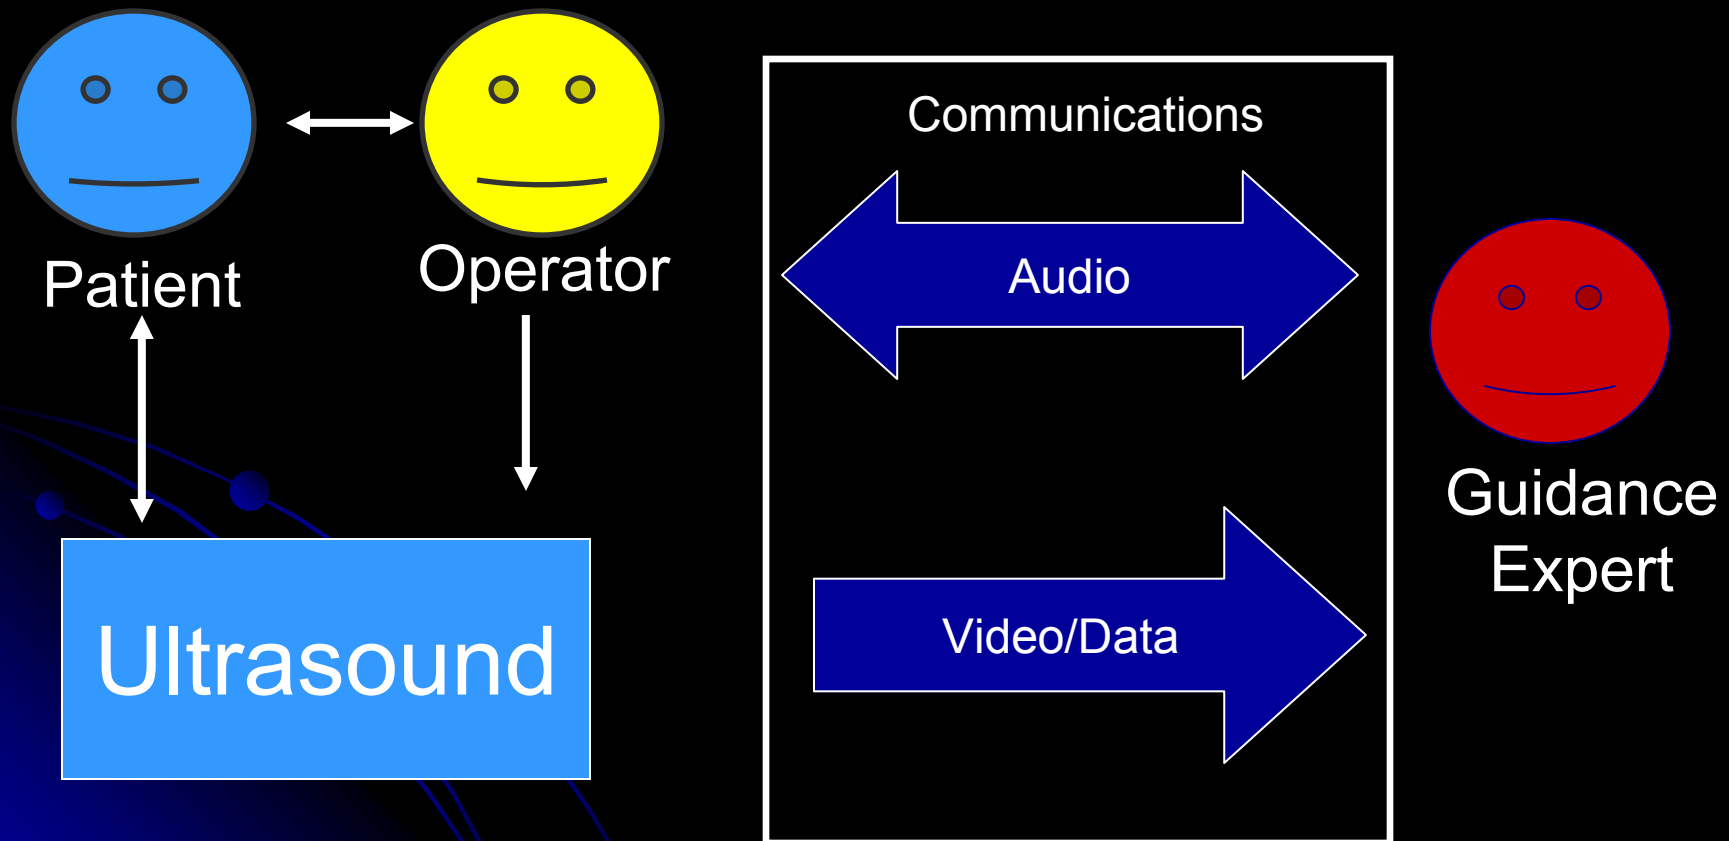 Patient
Operator
Ultrasound
Communications
Audio
Video/Data
Guidance
Expert